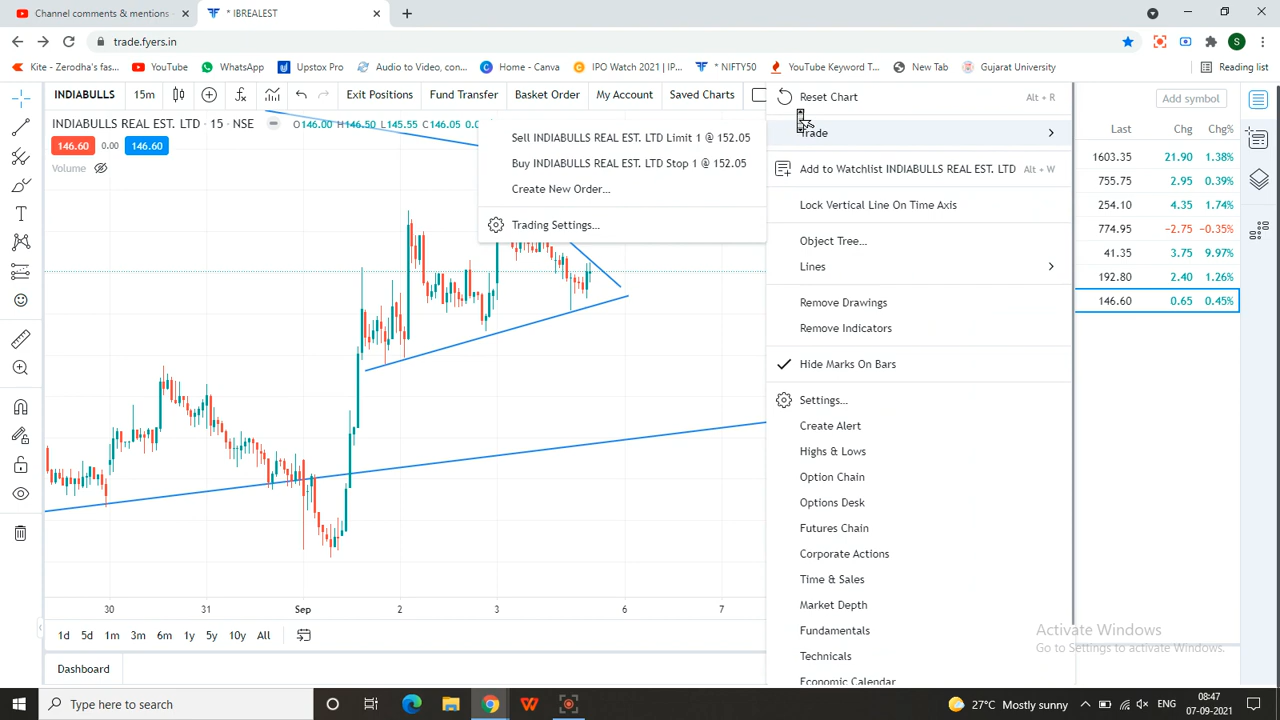 Channel comments & mentions -
* IBREALEST
trade.fyers.in
Kite - Zerodha's fas...
YouTube
WhatsApp
Upstox Pro
Audio to Video, con...
Home - Canva
IPO Watch 2021 | IP...
* NIFTY50
YouTube Keyword T...
New Tab
Gujarat University
Reading list
INDIABULLS
15m
Exit Positions
Fund Transfer
Basket Order
My Account
Saved Charts
INDIABULLS REAL EST. LTD · 15 · NSE
O146.00 H146.50 L145.55 C146.05
146.60 0.00 146.60
Volume
Sell INDIABULLS REAL EST. LTD Limit 1 @ 152.05
Buy INDIABULLS REAL EST. LTD Stop 1 @ 152.05
Create New Order...
Trading Settings...
Reset Chart Alt + R
Trade
Add to Watchlist INDIABULLS REAL EST. LTD Alt + W
Lock Vertical Line On Time Axis
Object Tree...
Lines
Remove Drawings
Remove Indicators
Hide Marks On Bars
Settings...
Create Alert
Highs & Lows
Option Chain
Options Desk
Futures Chain
Corporate Actions
Time & Sales
Market Depth
Fundamentals
Technicals
Economic Calendar
Add symbol
Last Chg Chg%
1603.35 21.90 1.38%
755.75 2.95 0.39%
254.10 4.35 1.74%
774.95 -2.75 -0.35%
41.35 3.75 9.97%
192.80 2.40 1.26%
146.60 0.65 0.45%
30 31 Sep 2 3 6 7
1d 5d 1m 3m 6m 1y 5y 10y All
Dashboard
Activate Windows
Go to Settings to activate Windows.
Type here to search
27°C Mostly sunny
ENG
08:47
07-09-2021